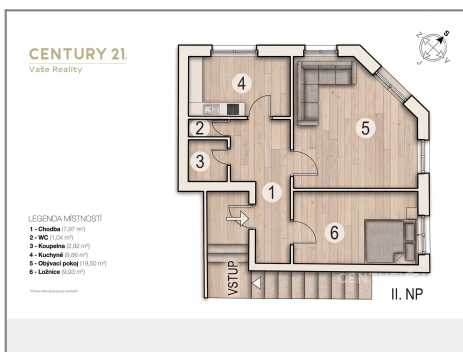 CENTURY 21.
Vaše Reality
S
V
J
Z
4
2
3
5
1
6
LEGENDA MÍSTNOSTÍ
1 - Chodba (7,97 m²)
2 - WC (1,04 m²)
3 - Koupelna (2,92 m²)
4 - Kuchyně (9,86 m²)
5 - Obývací pokoj (19,50 m²)
6 - Ložnice (9,93 m²)
VSTUP
CENTURY 21
II. NP